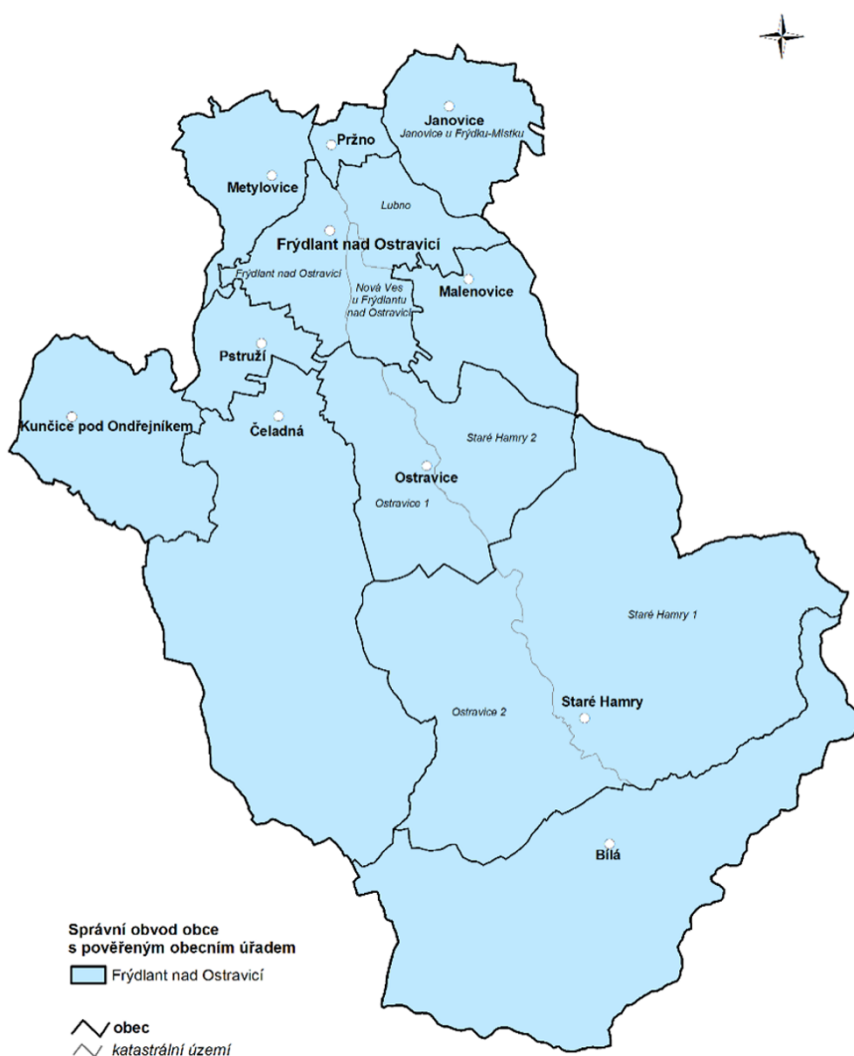 Janovice
Janovice u Frýdku-Místku
Pržno
Metylovice
Lubno
Frýdlant nad Ostravicí
Frýdlant nad Ostravicí
Nová Ves
u Frýdlantu
nad Ostravicí
Malenovice
Pstruží
Kunčice pod Ondřejníkem
Čeladná
Staré Hamry 2
Ostravice
Ostravice 1
Staré Hamry 1
Staré Hamry
Ostravice 2
Bílá
Správní obvod obce
s pověřeným obecním úřadem
Frýdlant nad Ostravicí
obec
katastrální území